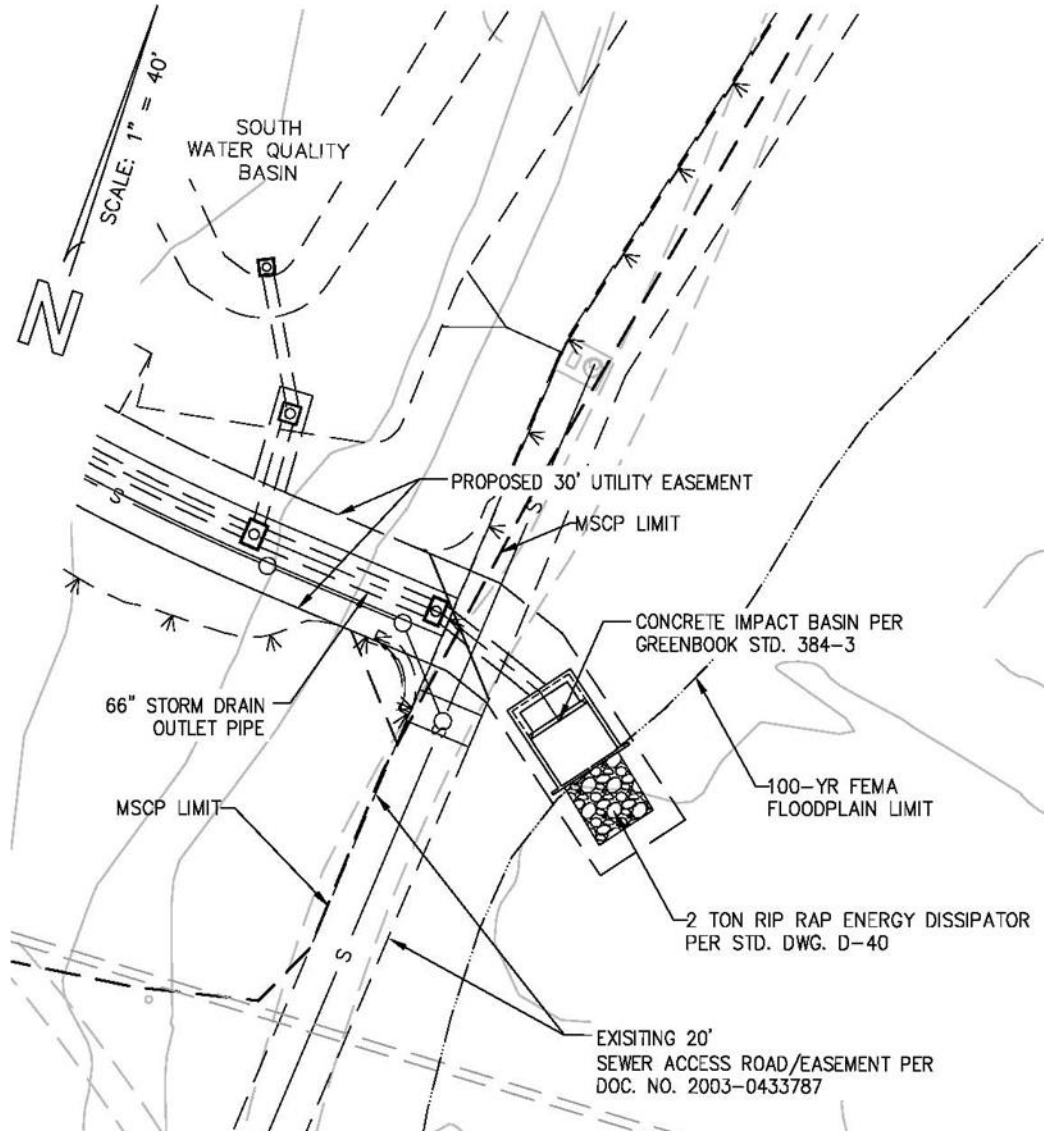 SCALE: 1" = 40'
N
SOUTH
WATER QUALITY
BASIN
PROPOSED 30' UTILITY EASEMENT
S
S
MSCP LIMIT
CONCRETE IMPACT BASIN PER
GREENBOOK STD. 384-3
66" STORM DRAIN
OUTLET PIPE
S
100-YR FEMA
FLOODPLAIN LIMIT
MSCP LIMIT
2 TON RIP RAP ENERGY DISSIPATOR
PER STD. DWG. D-40
S
EXISITING 20'
SEWER ACCESS ROAD/EASEMENT PER
DOC. NO. 2003-0433787